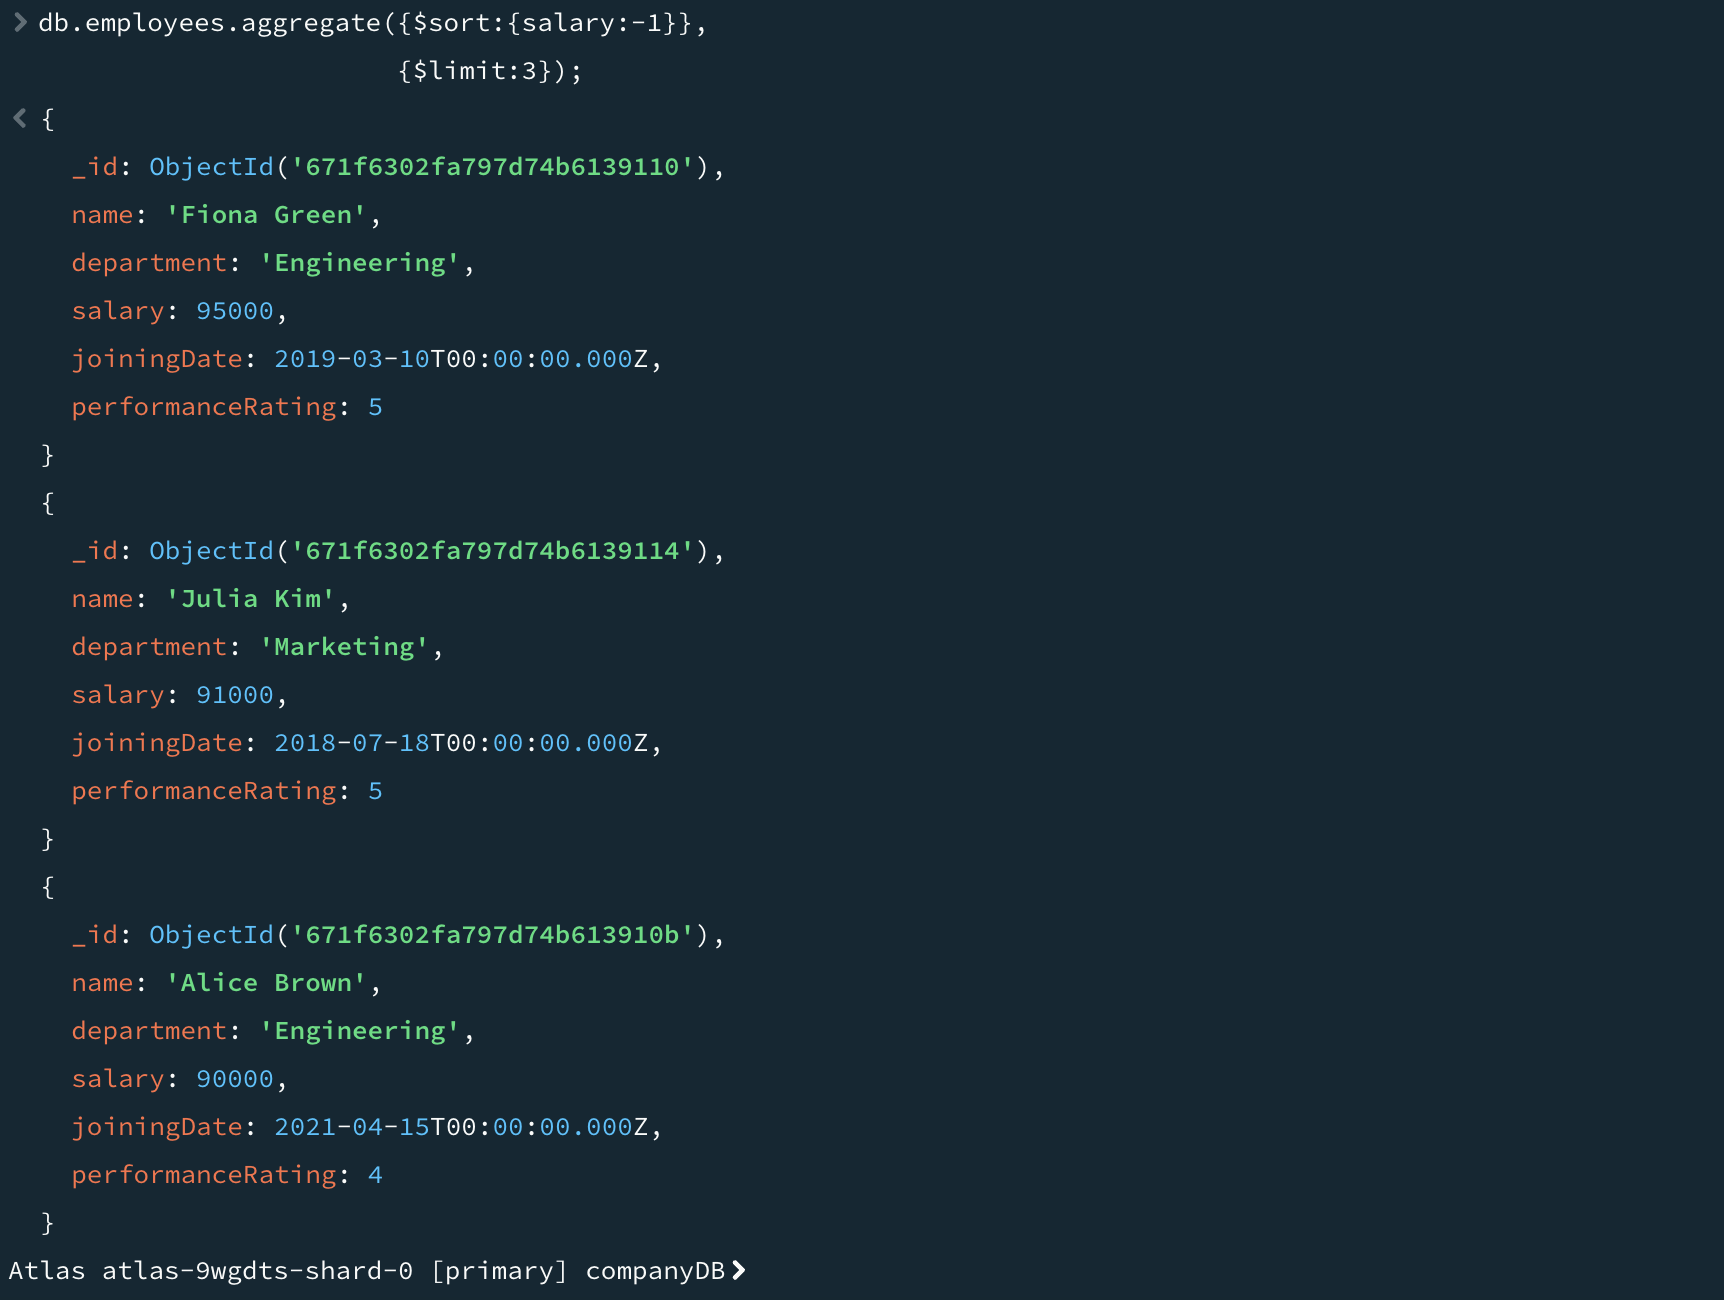 > db.employees.aggregate({$sort:{salary:-1}},
{$limit:3});
< {
_id: ObjectId('671f6302fa797d74b6139110'),
name: 'Fiona Green',
department: 'Engineering',
salary: 95000,
joiningDate: 2019-03-10T00:00:00.000Z,
performanceRating: 5
}
{
_id: ObjectId('671f6302fa797d74b6139114'),
name: 'Julia Kim',
department: 'Marketing',
salary: 91000,
joiningDate: 2018-07-18T00:00:00.000Z,
performanceRating: 5
}
{
_id: ObjectId('671f6302fa797d74b613910b'),
name: 'Alice Brown',
department: 'Engineering',
salary: 90000,
joiningDate: 2021-04-15T00:00:00.000Z,
performanceRating: 4
}
Atlas atlas-9wgdts-shard-0 [primary] companyDB>